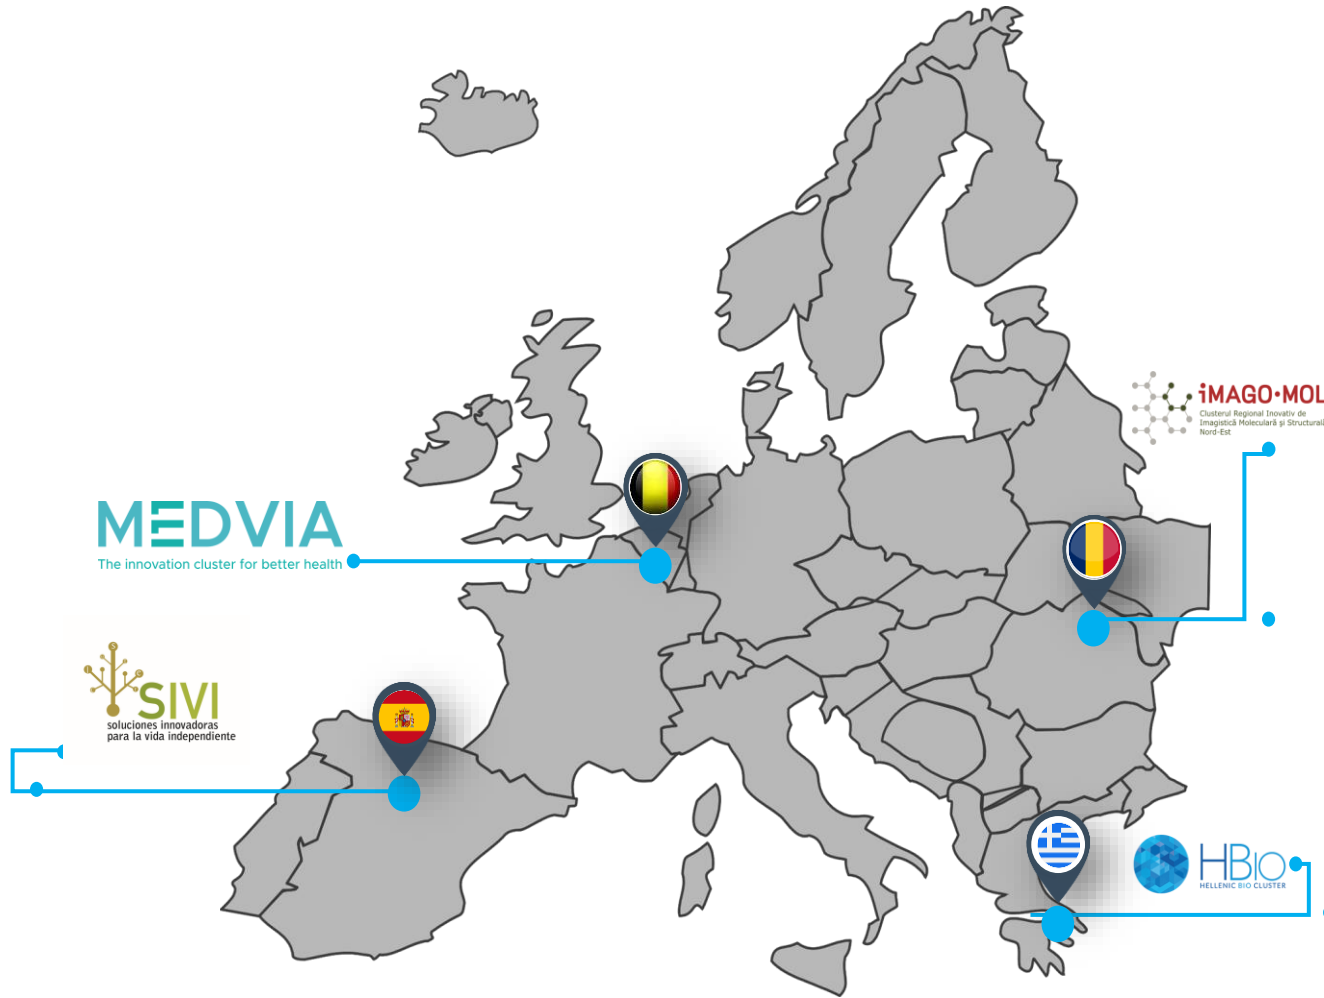 iMAGO•MOL
Clusterul Regional Inovativ de
Imagistică Moleculară și Structurală
Nord-Est
MEDVIA
The innovation cluster for better health
SIVI
soluciones innovadoras
para la vida independiente
HBIO
HELLENIC BIO CLUSTER